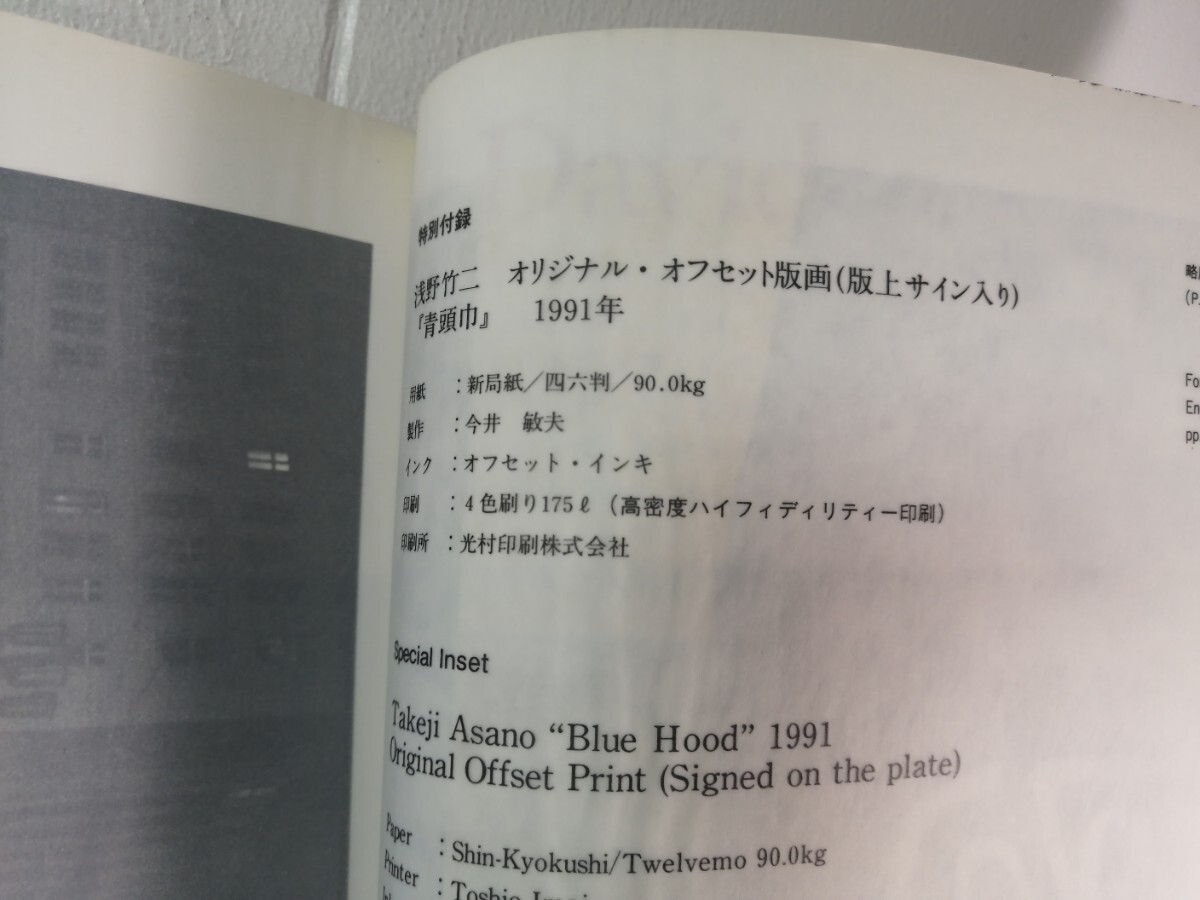 特別付録
浅野竹二 オリジナル・オフセット版画(版上サイン入り)
『青頭巾』 1991年
用紙 :新局紙/四六判/90.0kg
製作 :今井 敏夫
インク :オフセット・インキ
印刷 :4色刷り175ℓ (高密度ハイフィディリティー印刷)
印刷所 :光村印刷株式会社
Special Inset
Takeji Asano “Blue Hood” 1991
Original Offset Print (Signed on the plate)
Paper :Shin-Kyokushi/Twelvemo 90.0kg
Printer :Toshio
略
(P.
Fo
En
pp